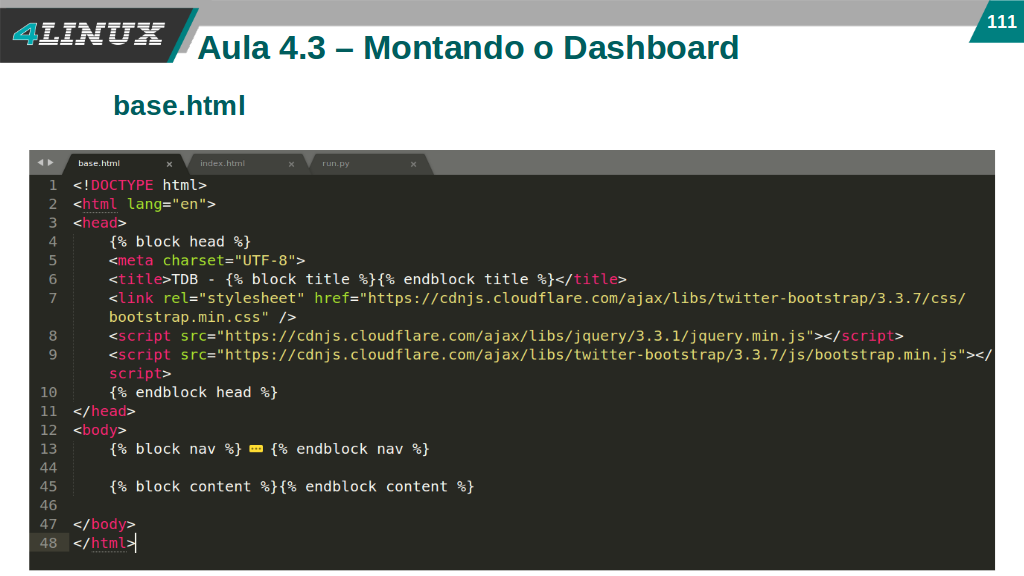 4LINUX
111
Aula 4.3 – Montando o Dashboard
base.html
base.html × index.html × run.py ×
1 <!DOCTYPE html>
2 <html lang="en">
3 <head>
4 {% block head %}
5 <meta charset="UTF-8">
6 <title>TDB - {% block title %}{% endblock title %}</title>
7 <link rel="stylesheet" href="https://cdnjs.cloudflare.com/ajax/libs/twitter-bootstrap/3.3.7/css/
bootstrap.min.css" />
8 <script src="https://cdnjs.cloudflare.com/ajax/libs/jquery/3.3.1/jquery.min.js"></script>
9 <script src="https://cdnjs.cloudflare.com/ajax/libs/twitter-bootstrap/3.3.7/js/bootstrap.min.js"></
script>
10 {% endblock head %}
11 </head>
12 <body>
13 {% block nav %} ••• {% endblock nav %}
44
45 {% block content %}{% endblock content %}
46
47 </body>
48 </html>